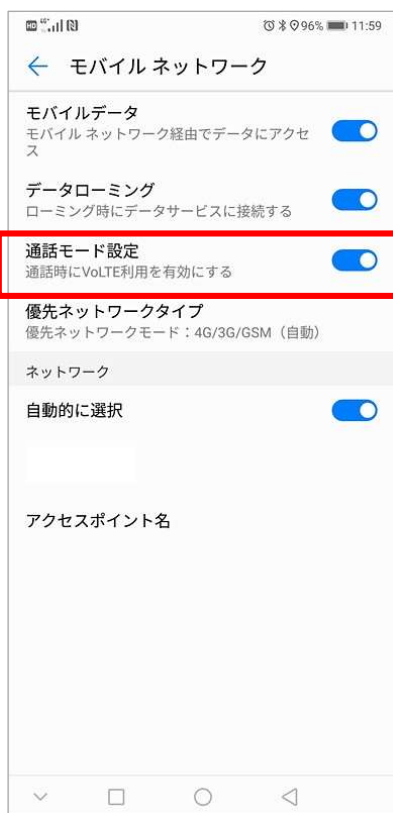 HD 4G 96% 11:59
モバイル ネットワーク
モバイルデータ
モバイル ネットワーク経由でデータにアクセ
ス
データローミング
ローミング時にデータサービスに接続する
通話モード設定
通話時にVoLTE利用を有効にする
優先ネットワークタイプ
優先ネットワークモード：4G/3G/GSM（自動）
ネットワーク
自動的に選択
アクセスポイント名